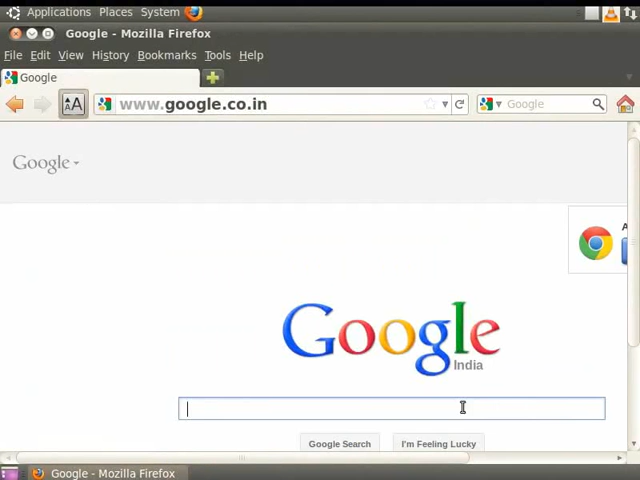 Applications Places System
Google - Mozilla Firefox
File Edit View History Bookmarks Tools Help
Google
AA www.google.co.in Google
Google
A
Google
India
Google Search I'm Feeling Lucky
Google - Mozilla Firefox